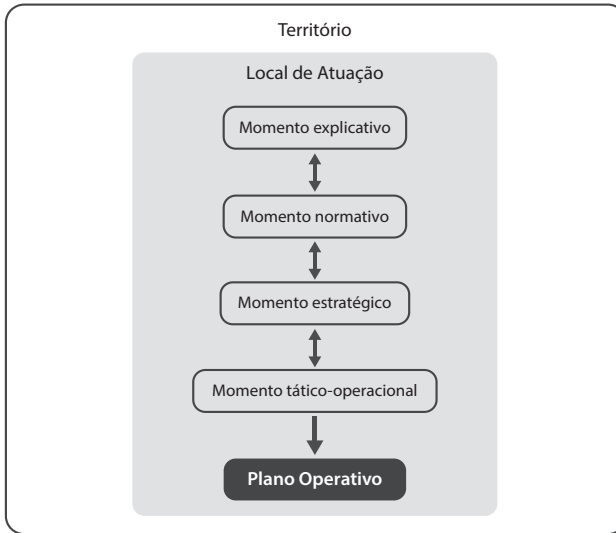 Território
Local de Atuação
Momento explicativo
Momento normativo
Momento estratégico
Momento tático-operacional
Plano Operativo